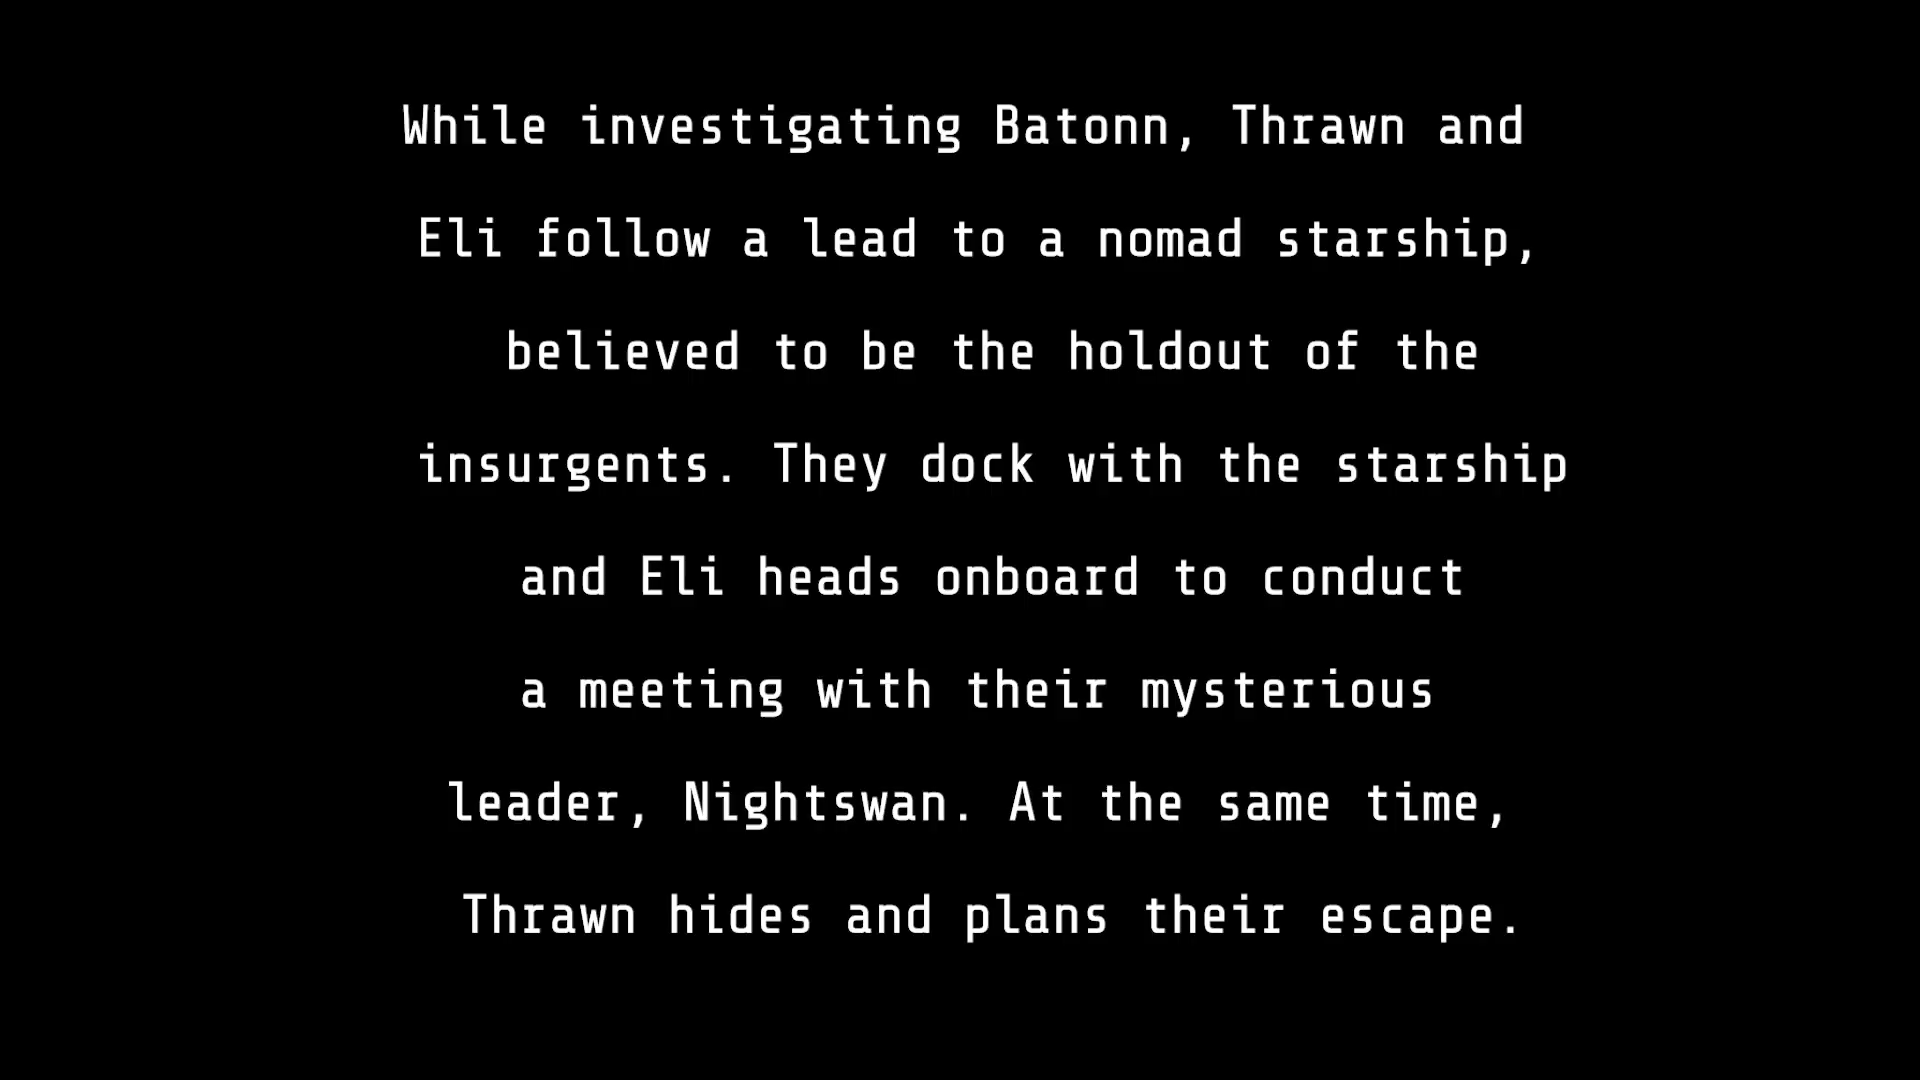 While investigating Batonn, Thrawn and
Eli follow a lead to a nomad starship,
believed to be the holdout of the
insurgents. They dock with the starship
and Eli heads onboard to conduct
a meeting with their mysterious
leader, Nightswan. At the same time,
Thrawn hides and plans their escape.